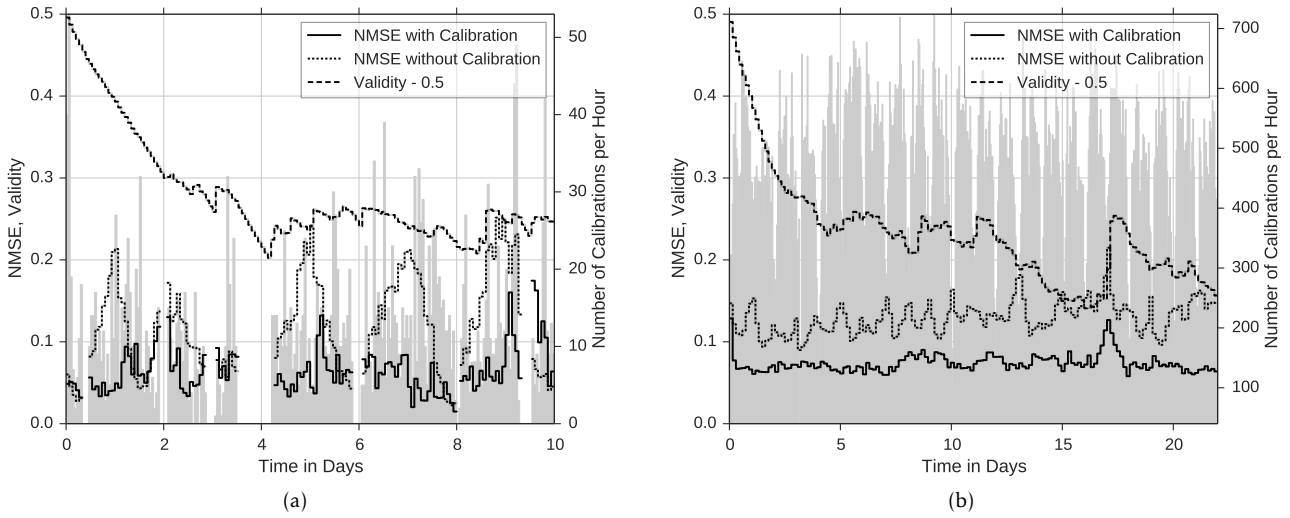 0.5
0.4
0.3
0.2
0.1
0.0
NMSE, Validity
0
2
4
6
8
10
Time in Days
50
40
30
20
10
0
Number of Calibrations per Hour
NMSE with Calibration
NMSE without Calibration
Validity - 0.5
(a)
0.5
0.4
0.3
0.2
0.1
0.0
NMSE, Validity
0
5
10
15
20
Time in Days
700
600
500
400
300
200
100
Number of Calibrations per Hour
NMSE with Calibration
NMSE without Calibration
Validity - 0.5
(b)